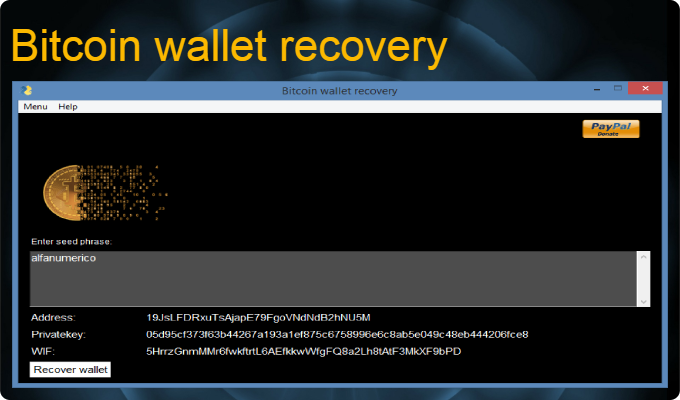 Bitcoin wallet recovery
Bitcoin wallet recovery
Menu Help
PayPal
Donate
Enter seed phrase:
alfanumerico
Address: 19JsLFDRxuTsAjapE79FgoVNdNdB2hNU5M
Privatekey: 05d95cf373f63b44267a193a1ef875c6758996e6c8ab5e049c48eb444206fce8
WIF: 5HrrzGnmMMr6fwkftrtL6AEfkkwWfgFQ8a2Lh8tAtF3MkXF9bPD
Recover wallet